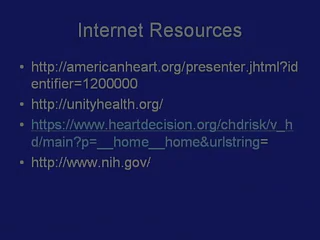 Internet Resources
• http://americanheart.org/presenter.jhtml?id
entifier=1200000
• http://unityhealth.org/
• https://www.heartdecision.org/chdrisk/v_h
d/main?p=__home__home&urlstring=
• http://www.nih.gov/